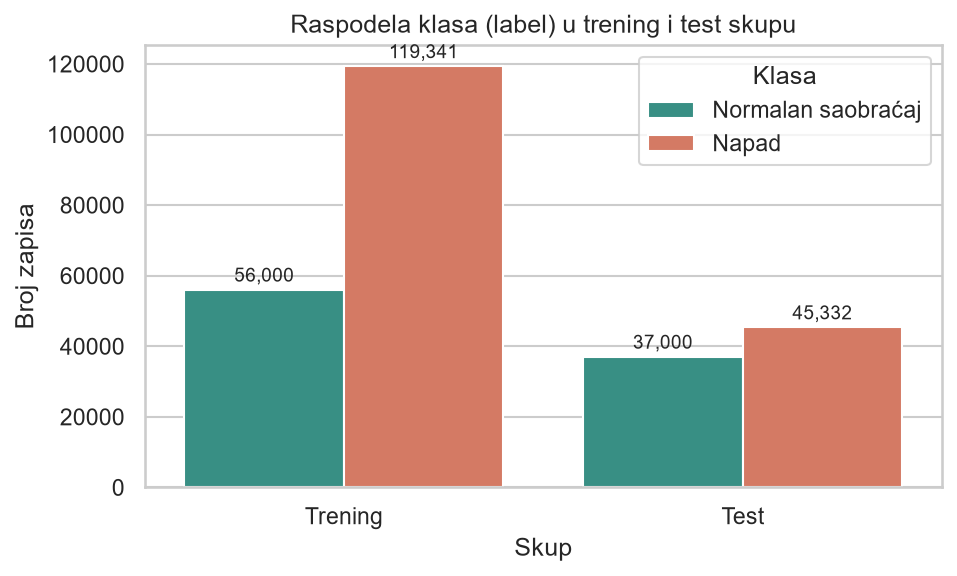 Raspodela klasa (label) u trening i test skupu
119,341
120000
Klasa
Normalan saobraćaj
Napad
100000
80000
60000
56,000
45,332
40000
37,000
20000
0
Broj zapisa
Trening
Test
Skup